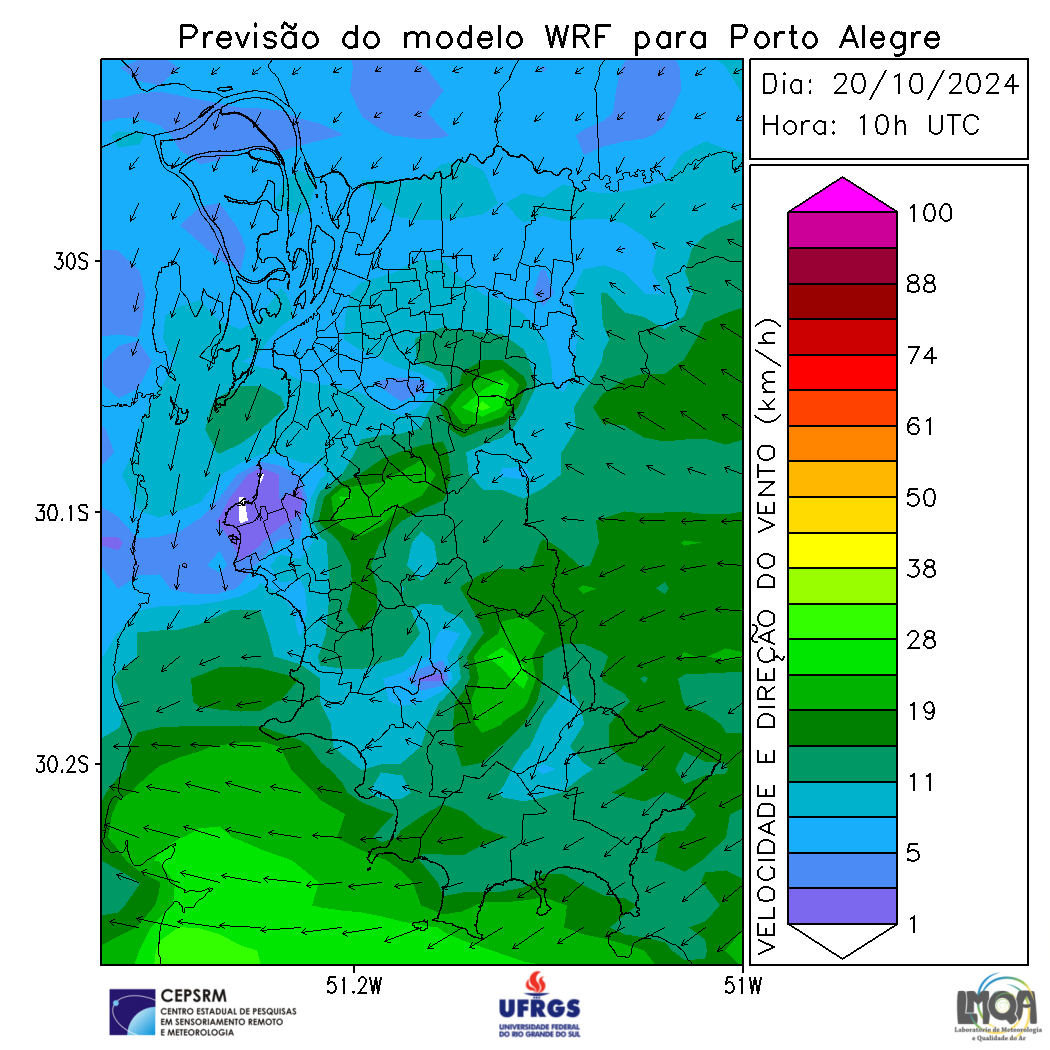 Previsão do modelo WRF para Porto Alegre
Dia: 20/10/2024
Hora: 10h UTC
30S
30.1S
30.2S
51.2W
51W
VELOCIDADE E DIREÇÃO DO VENTO (km/h)
100
88
74
61
50
38
28
19
11
5
1
CEPSRM
CENTRO ESTADUAL DE PESQUISAS
EM SENSORIAMENTO REMOTO
E METEOROLOGIA
UFRGS
UNIVERSIDADE FEDERAL
DO RIO GRANDE DO SUL
LMQA
Laboratório de Meteorologia
e Qualidade do Ar